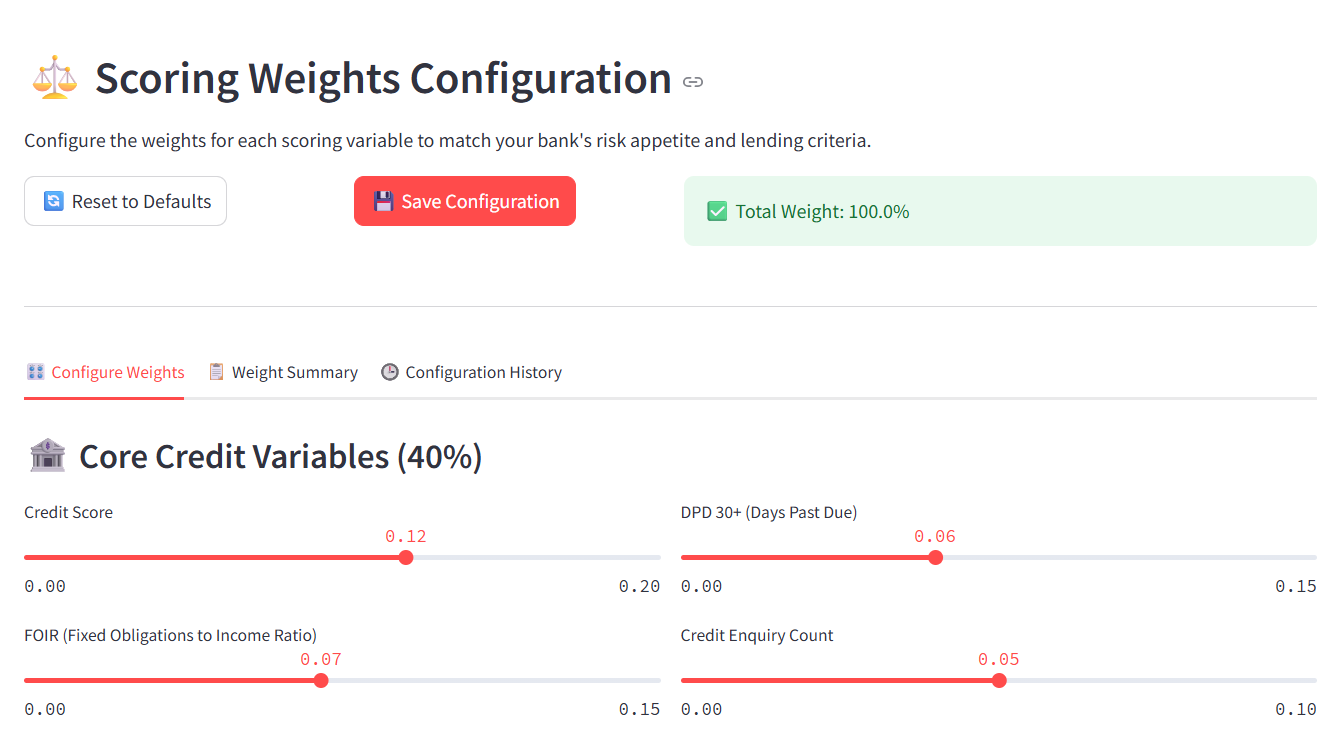 Scoring Weights Configuration
Configure the weights for each scoring variable to match your bank's risk appetite and lending criteria.
Reset to Defaults
Save Configuration
Total Weight: 100.0%
Configure Weights
Weight Summary
Configuration History
Core Credit Variables (40%)
Credit Score
0.12
0.00 0.20
DPD 30+ (Days Past Due)
0.06
0.00 0.15
FOIR (Fixed Obligations to Income Ratio)
0.07
0.00 0.15
Credit Enquiry Count
0.05
0.00 0.10